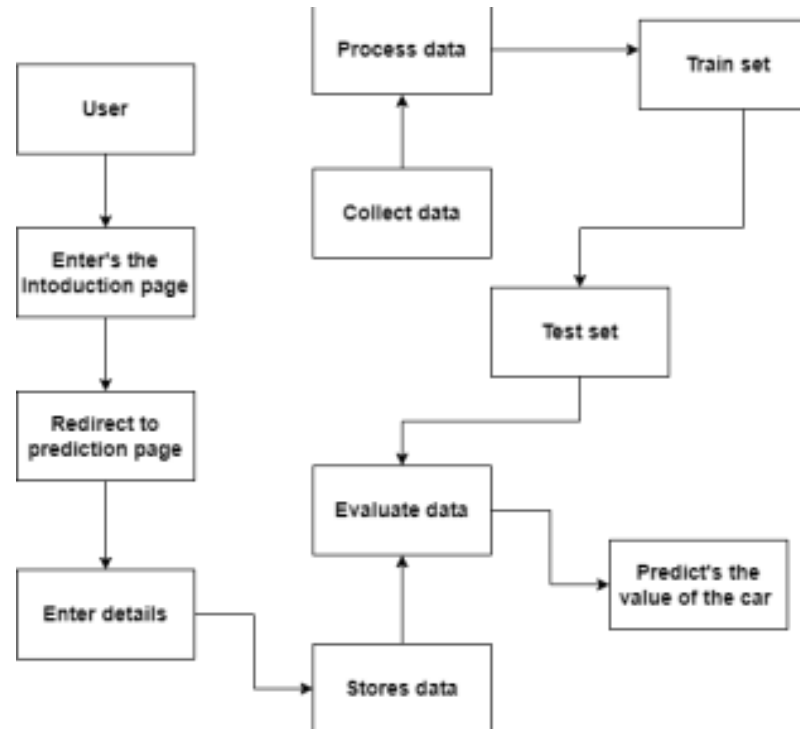 User
Enter's the
Intoduction page
Redirect to
prediction page
Enter details
Process data
Collect data
Train set
Test set
Evaluate data
Stores data
Predict's the
value of the car